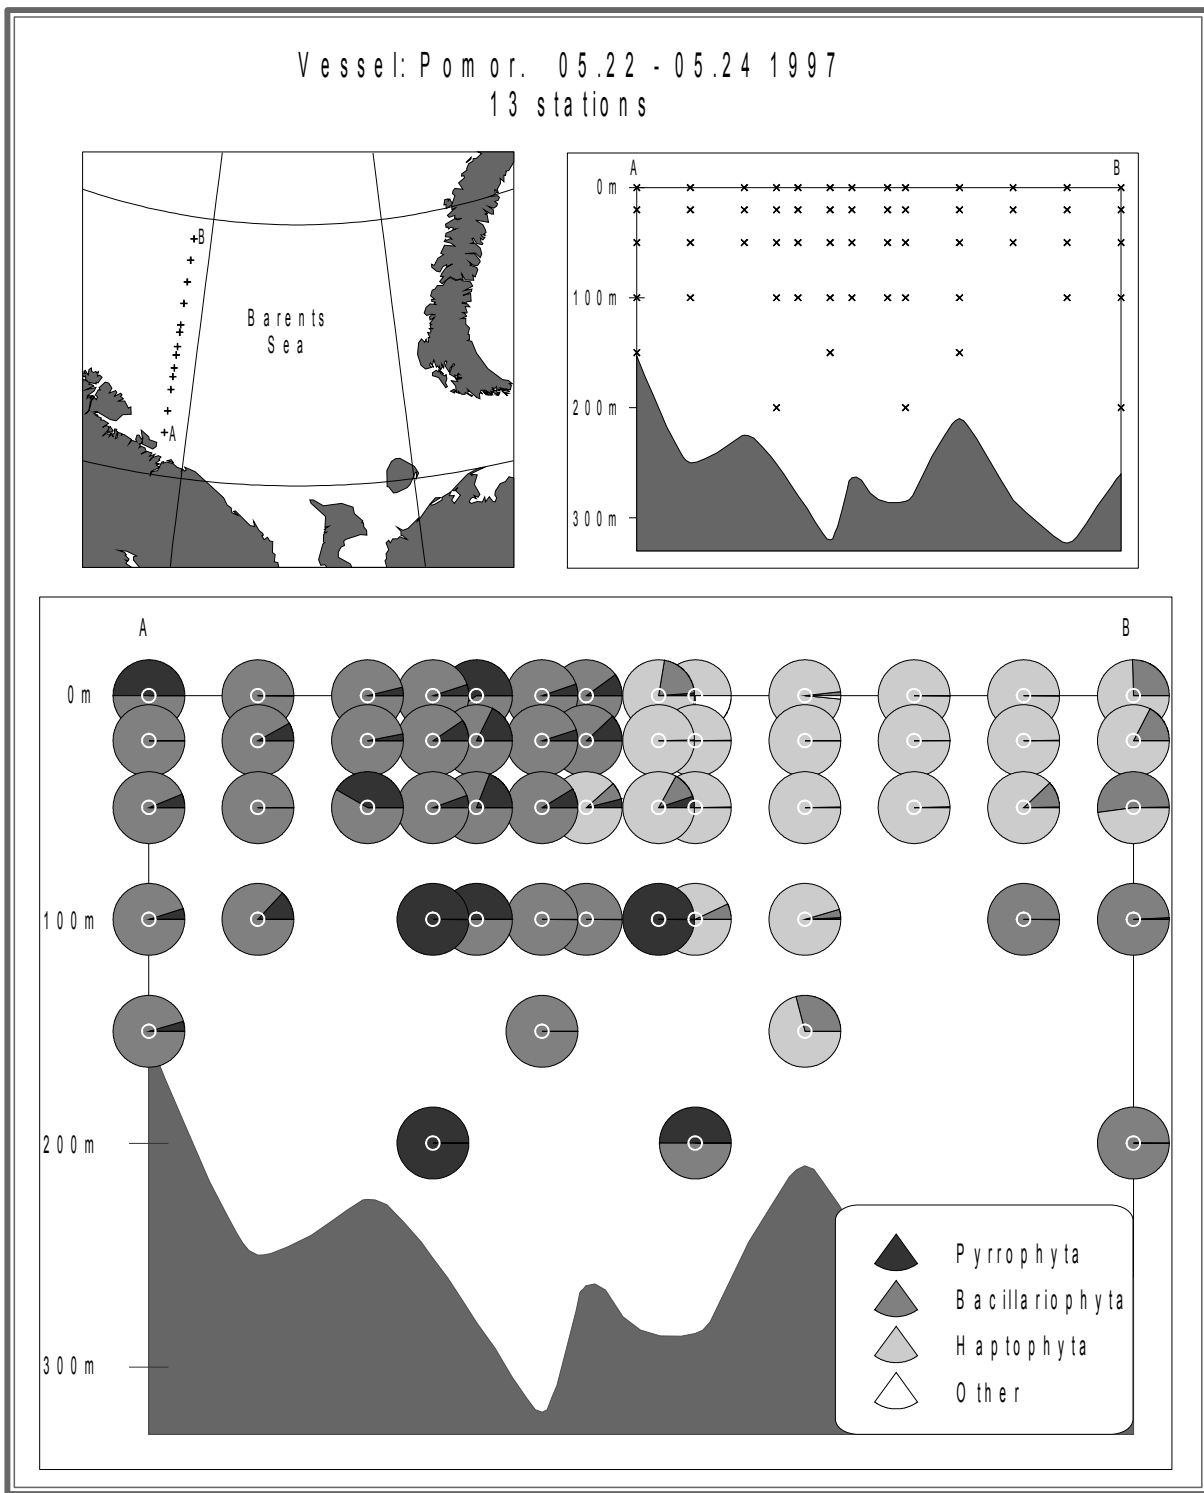 Vessel: Pomor. 05.22 - 05.24 1997
13 stations
B
Barents
Sea
A
A B
0m
100m
200m
300m
A B
0m
100m
200m
300m
Pyrrophyta
Bacillariophyta
Haptophyta
Other